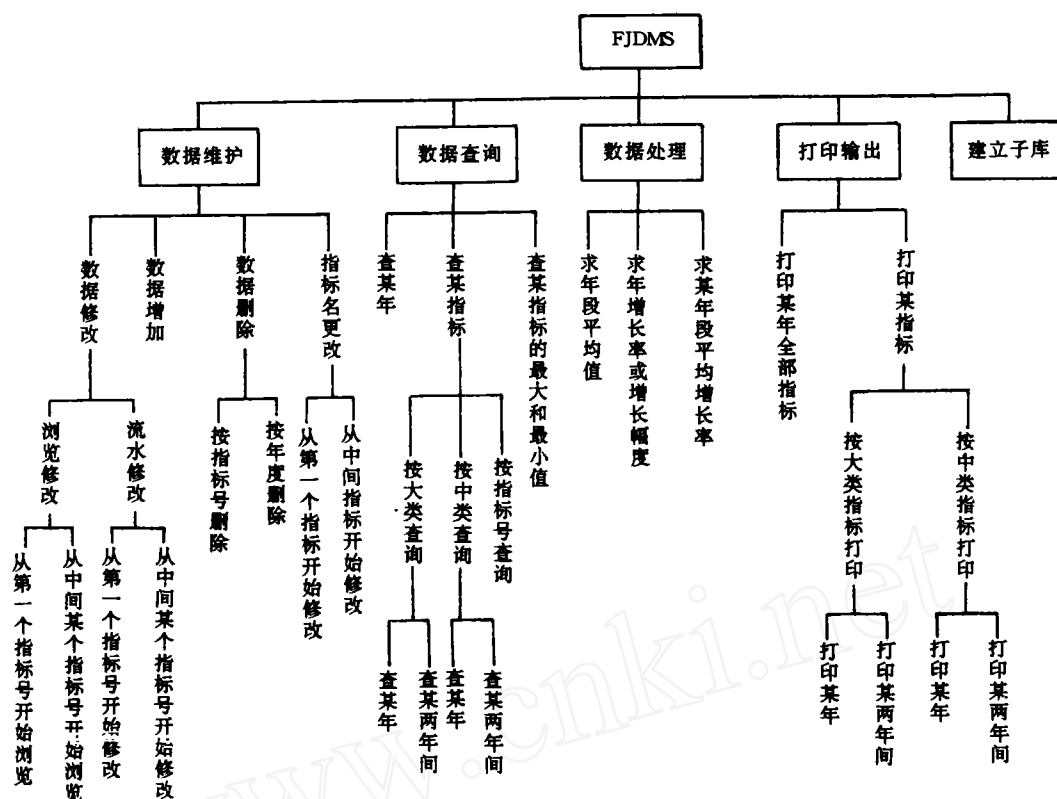 FJDMS
数据维护
数据查询
数据处理
打印输出
建立子库
数据修改
数据增加
数据删除
指标名更改
查某年
查某指标
查某指标的最大和最小值
求年段平均值
求年增长率或增长幅度
求某年段平均增长率
打印某年全部指标
打印某指标
浏览修改
流水修改
按指标号删除
按年度删除
从第一个指标开始修改
从中间指标开始修改
按大类查询
按中类查询
按指标号查询
按大类指标打印
按中类指标打印
从第一个指标号开始浏览
从中间某个指标号开始浏览
从第一个指标号开始修改
从中间某个指标号开始修改
查某年
查某两年间
查某年
查某两年间
打印某年
打印某两年间
打印某年
打印某两年间
www.cnki.net